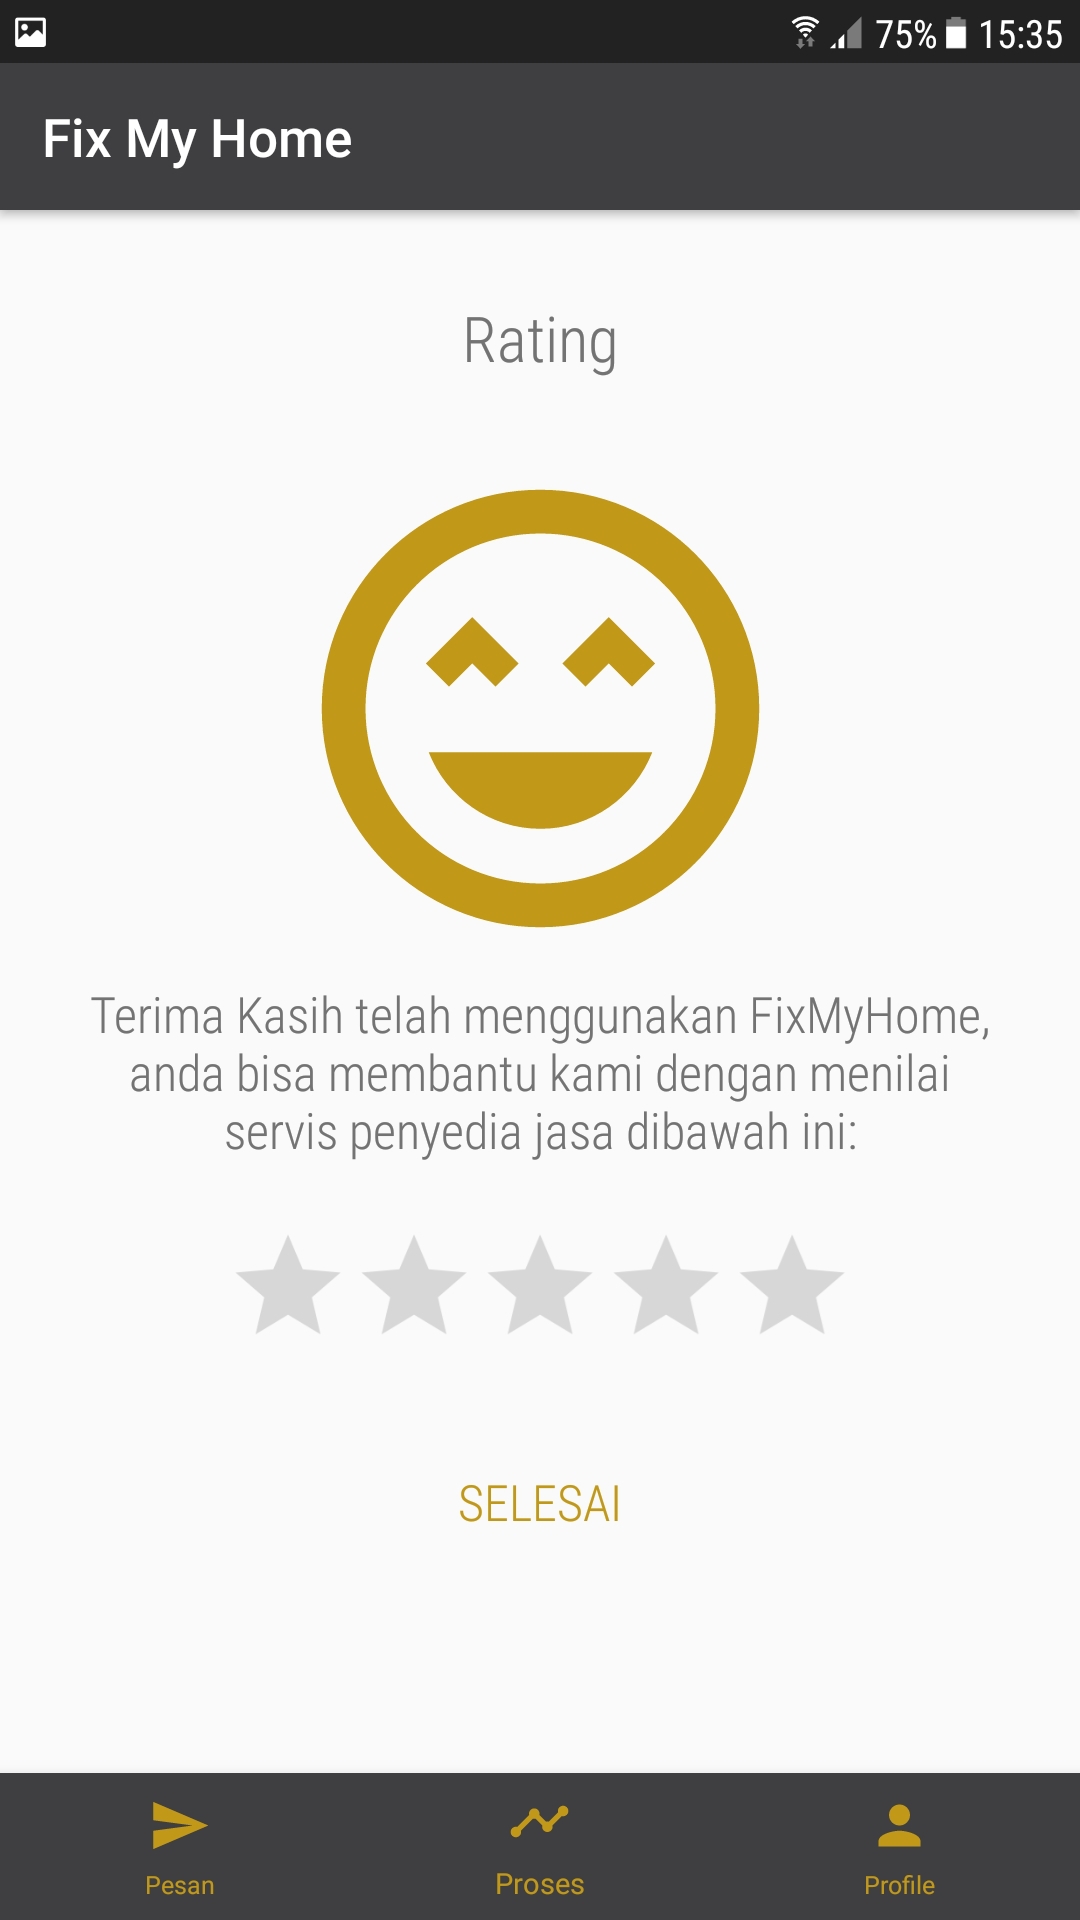 75% 15:35
Fix My Home
Rating
Terima Kasih telah menggunakan FixMyHome,
anda bisa membantu kami dengan menilai
servis penyedia jasa dibawah ini:
SELESAI
Pesan
Proses
Profile